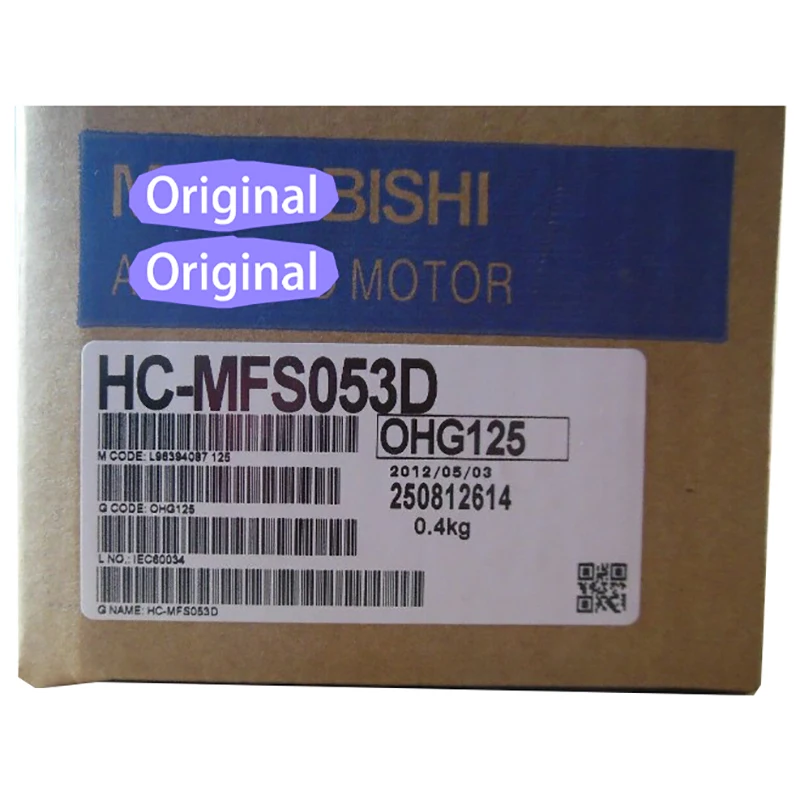 Original
BISHI
Original
MOTOR
HC-MFS053D
OHG125
M CODE: L96394097 125
2012/05/03
250812614
G CODE: OHG125
0.4kg
L NO.: IEC60034
G NAME: HC-MFS053D